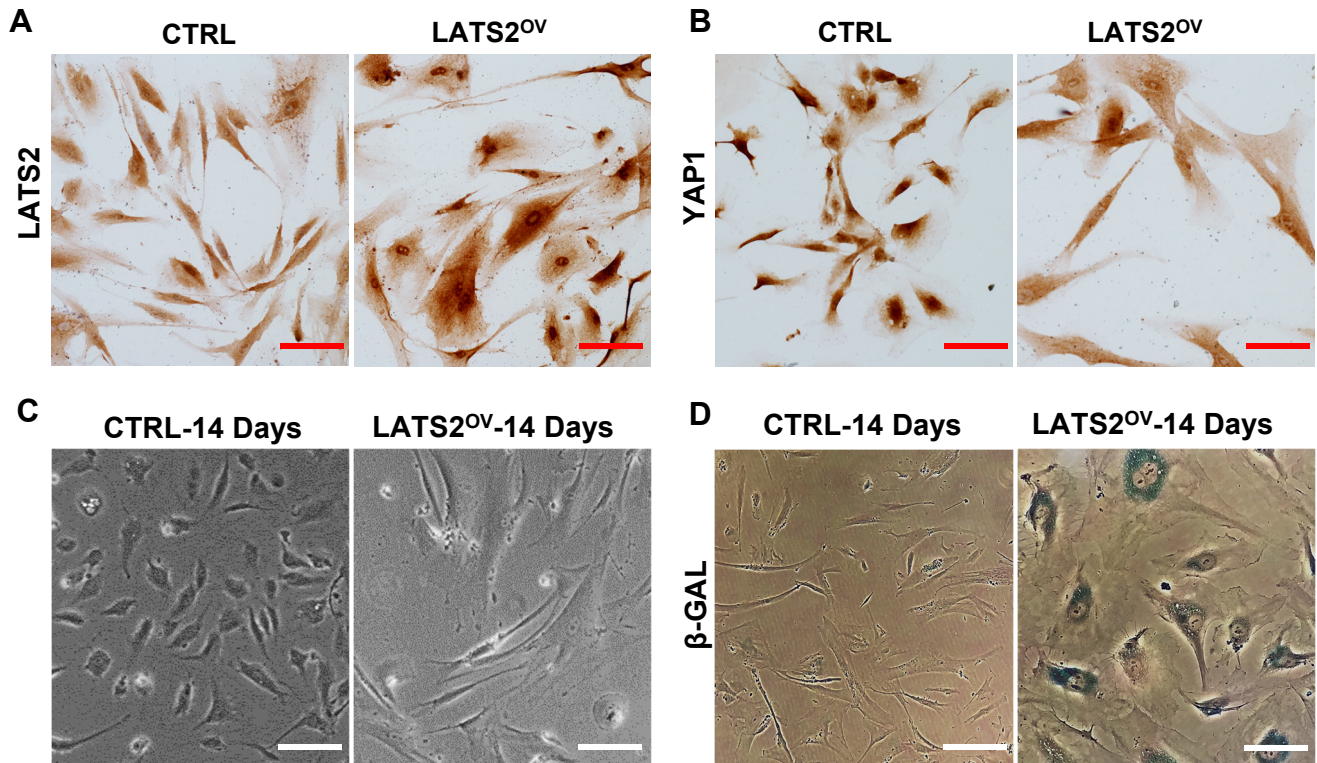 A
CTRL
LATS2OV
LATS2
B
CTRL
LATS2OV
YAP1
C
CTRL-14 Days
LATS2OV-14 Days
D
CTRL-14 Days
LATS2OV-14 Days
β-GAL